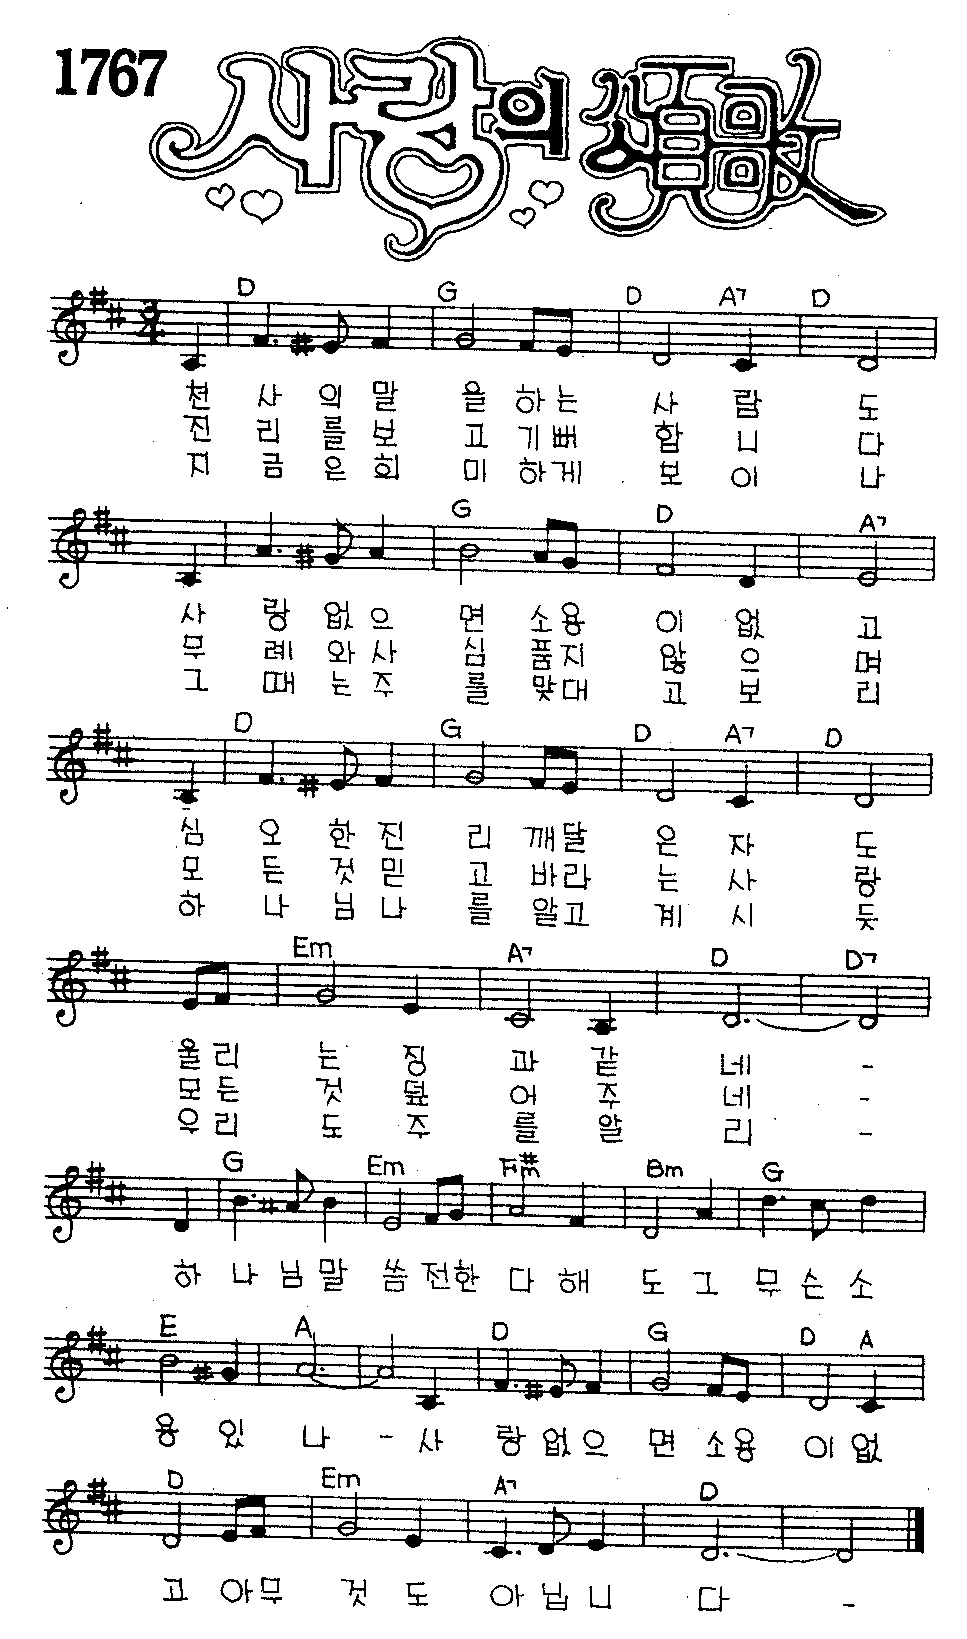 1767
사랑의 찬가
D G D A7 D
천 사 의 말 을 하 는 사 람 도
진 리 를 보 고 기 뻐 합 니 다
지 금 은 희 미 하 게 보 이 나
G D A7
사 랑 없 으 면 소 용 이 없 고
무 례 와 사 심 품 지 않 으 며
그 때 는 주 를 맞 대 고 보 리
D G D A7 D
심 오 한 진 리 깨 달 은 자 도
모 든 것 믿 고 바 라 는 사 랑
하 나 님 나 를 알 고 계 시 듯
Em A7 D D7
울 리 는 징 과 같 네 -
모 든 것 덮 어 주 네 -
우 리 도 주 를 알 리 -
G Em F#m Bm G
하 나 님 말 씀 전 한 다 해 도 그 무 슨 소
E A D G D A
용 있 나 - 사 랑 없 으 면 소 용 이 없
D Em A7 D
고 아 무 것 도 아 닙 니 다 -